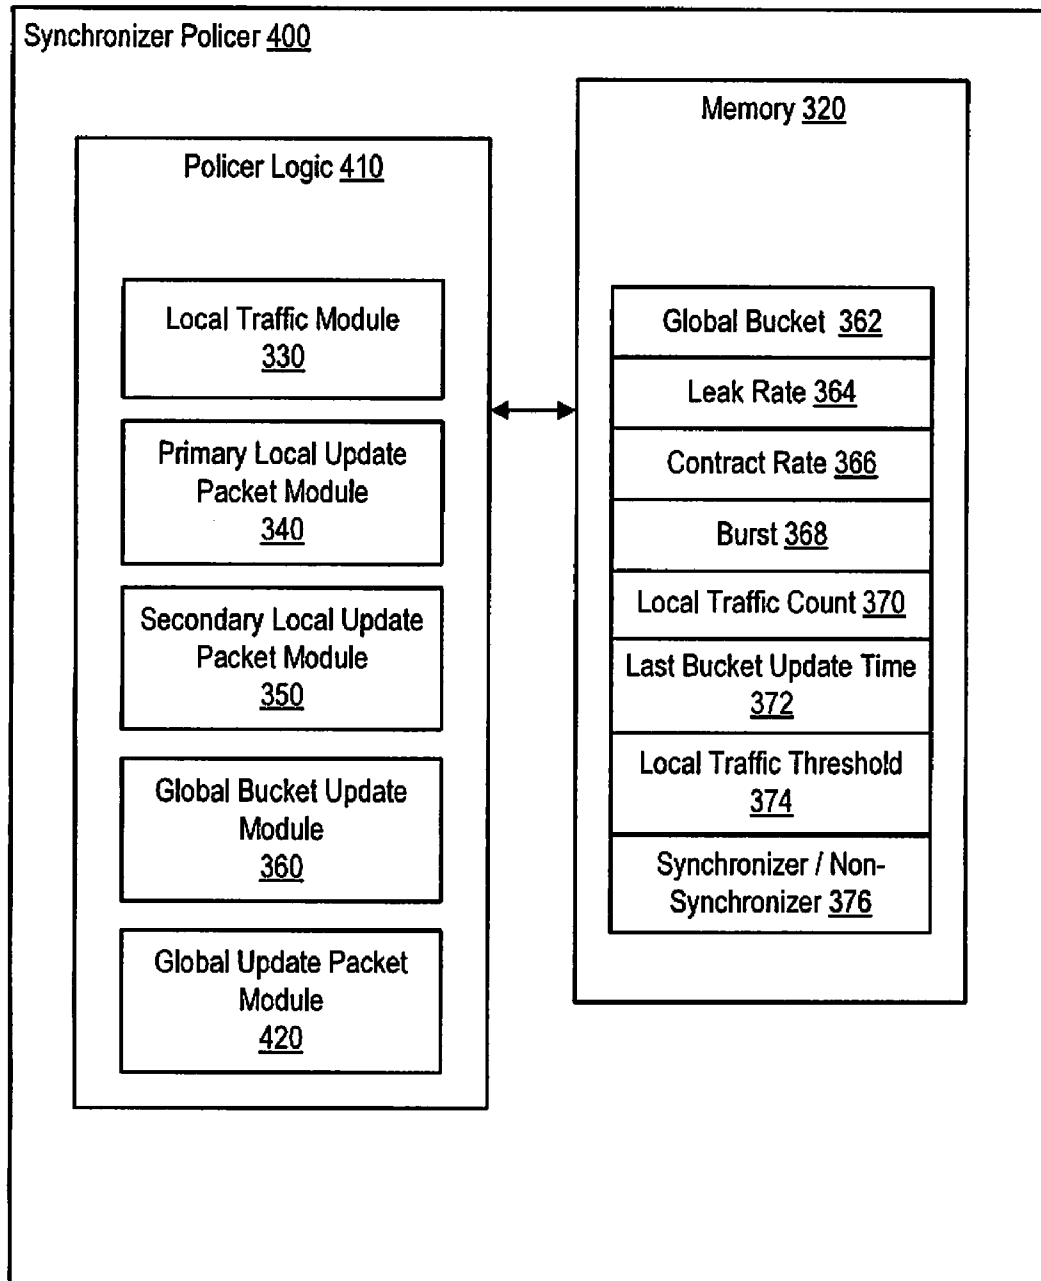 Synchronizer Policer 400
Policer Logic 410
Local Traffic Module
330
Primary Local Update
Packet Module
340
Secondary Local Update
Packet Module
350
Global Bucket Update
Module
360
Global Update Packet
Module
420
Memory 320
Global Bucket 362
Leak Rate 364
Contract Rate 366
Burst 368
Local Traffic Count 370
Last Bucket Update Time
372
Local Traffic Threshold
374
Synchronizer / Non-
Synchronizer 376